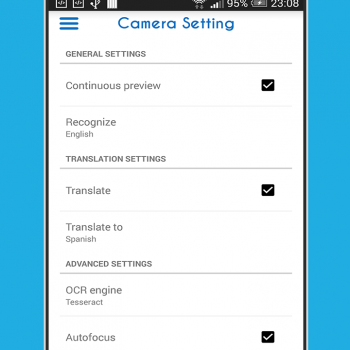 95% 23:08
Camera Setting
GENERAL SETTINGS
Continuous preview
Recognize
English
TRANSLATION SETTINGS
Translate
Translate to
Spanish
ADVANCED SETTINGS
OCR engine
Tesseract
Autofocus